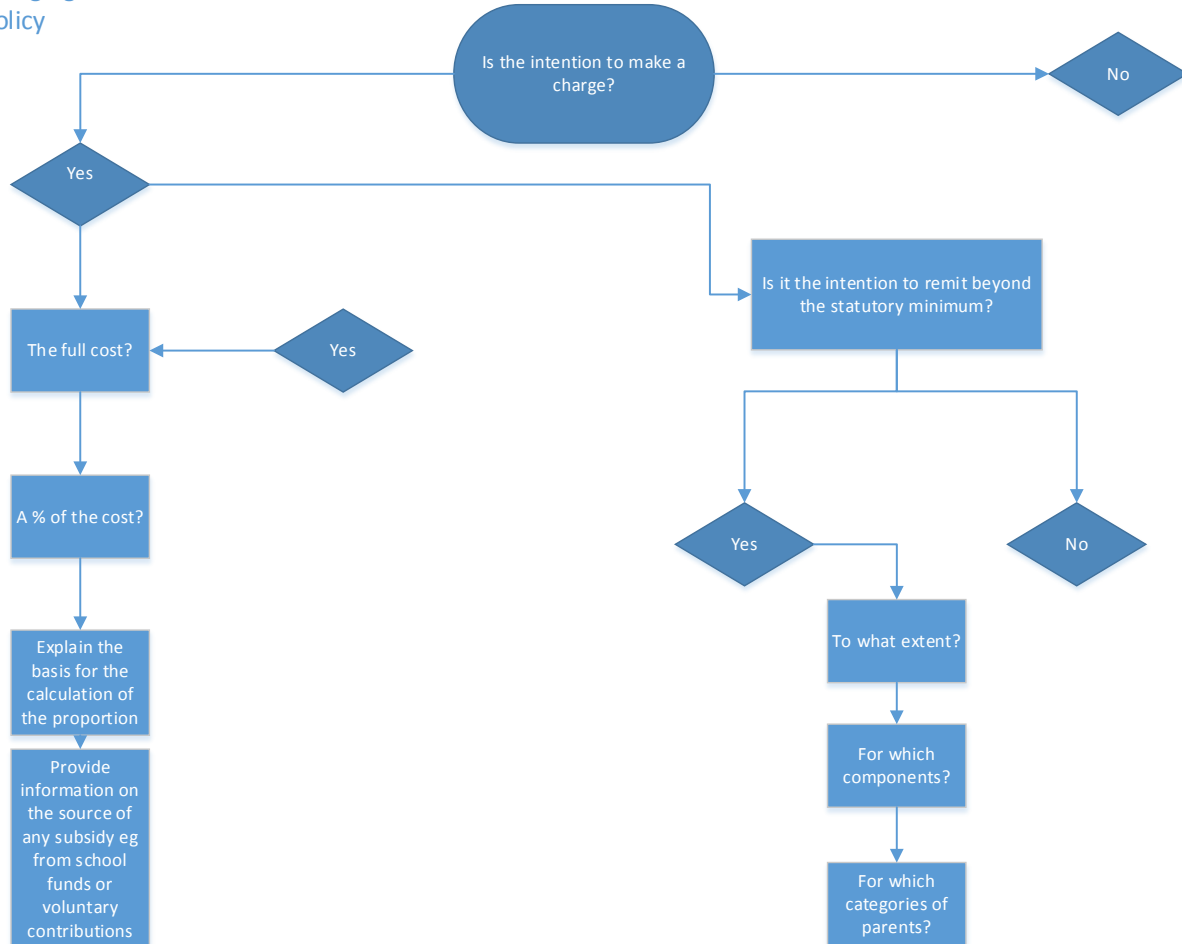 olicy
Is the intention to make a
charge?
No
Yes
Is it the intention to remit beyond
the statutory minimum?
The full cost?
Yes
A % of the cost?
Yes
No
To what extent?
Explain the
basis for the
calculation of
the proportion
For which
components?
Provide
information on
the source of
any subsidy eg
from school
funds or
voluntary
contributions
For which
categories of
parents?